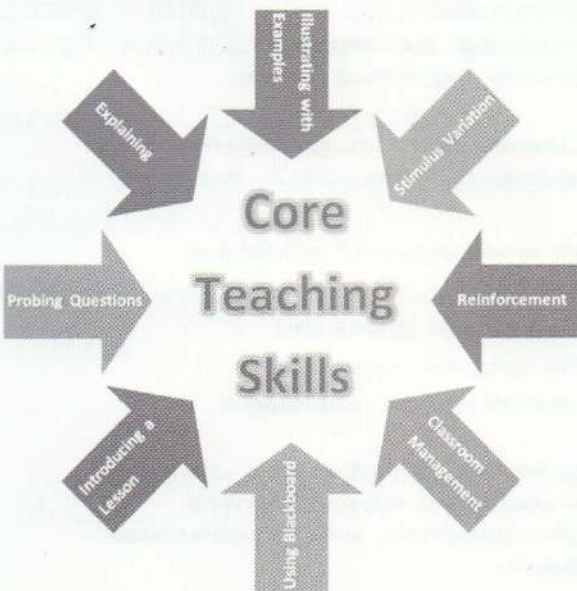 Illustrating with
Examples
Stimulus Variation
Reinforcement
Classroom
Management
Using Blackboard
Introducing a
Lesson
Probing Questions
Explaining
Core
Teaching
Skills